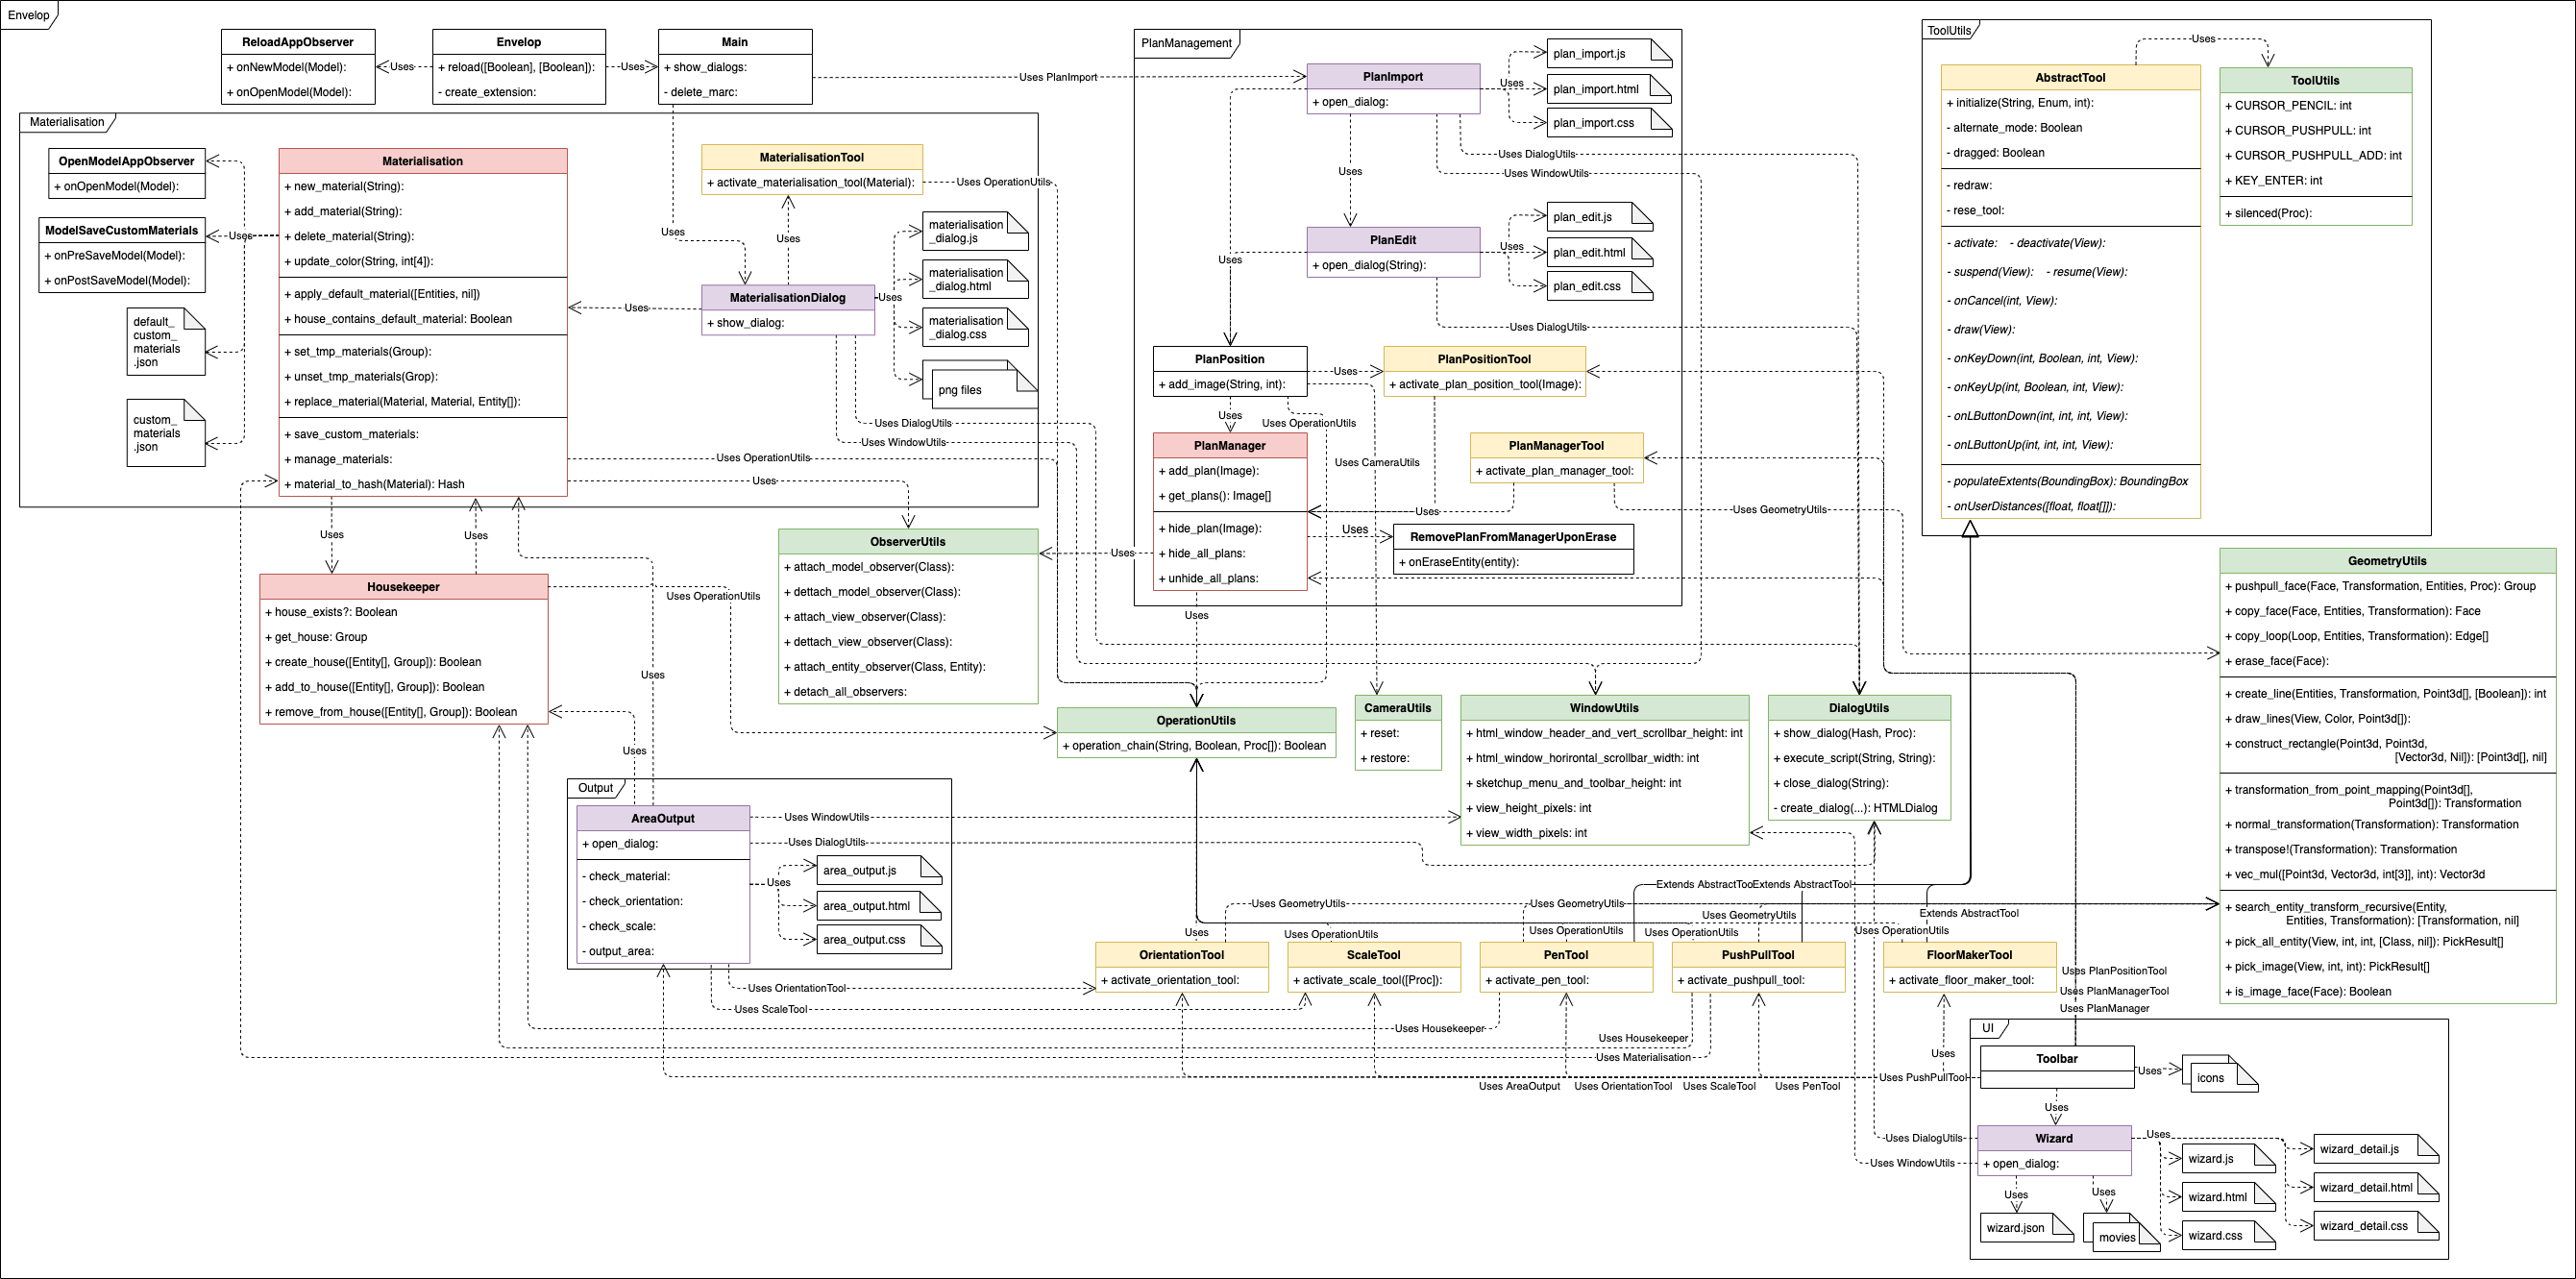 Envelop
ReloadAppObserver
+ onNewModel(Model):
+ onOpenModel(Model):
Uses
Envelop
+ reload([Boolean], [Boolean]):
- create_extension:
Uses
Main
+ show_dialogs:
- delete_marc:
Uses PlanImport
Uses
Materialisation
OpenModelAppObserver
+ onOpenModel(Model):
ModelSaveCustomMaterials
+ onPreSaveModel(Model):
+ onPostSaveModel(Model):
Uses
default_
custom_
materials
.json
custom_
materials
.json
Materialisation
+ new_material(String):
+ add_material(String):
+ delete_material(String):
+ update_color(String, int[4]):
+ apply_default_material([Entities, nil])
+ house_contains_default_material: Boolean
+ set_tmp_materials(Group):
+ unset_tmp_materials(Grop):
+ replace_material(Material, Material, Entity[]):
+ save_custom_materials:
+ manage_materials:
+ material_to_hash(Material): Hash
MaterialisationTool
+ activate_materialisation_tool(Material):
Uses OperationUtils
Uses
MaterialisationDialog
+ show_dialog:
Uses
Uses
materialisation
_dialog.js
materialisation
_dialog.html
materialisation
_dialog.css
png files
Uses DialogUtils
Uses WindowUtils
Uses OperationUtils
Uses
Uses
Uses
Housekeeper
+ house_exists?: Boolean
+ get_house: Group
+ create_house([Entity[], Group]): Boolean
+ add_to_house([Entity[], Group]): Boolean
+ remove_from_house([Entity[], Group]): Boolean
Uses OperationUtils
Uses
Uses
ObserverUtils
+ attach_model_observer(Class):
+ dettach_model_observer(Class):
+ attach_view_observer(Class):
+ dettach_view_observer(Class):
+ attach_entity_observer(Class, Entity):
+ detach_all_observers:
PlanManagement
PlanImport
+ open_dialog:
Uses
plan_import.js
plan_import.html
plan_import.css
Uses DialogUtils
Uses WindowUtils
Uses
PlanEdit
+ open_dialog(String):
Uses
plan_edit.js
plan_edit.html
plan_edit.css
Uses
Uses DialogUtils
PlanPosition
+ add_image(String, int):
Uses
PlanPositionTool
+ activate_plan_position_tool(Image):
Uses
Uses OperationUtils
Uses CameraUtils
PlanManager
+ add_plan(Image):
+ get_plans(): Image[]
+ hide_plan(Image):
+ hide_all_plans:
+ unhide_all_plans:
PlanManagerTool
+ activate_plan_manager_tool:
Uses
Uses GeometryUtils
Uses
RemovePlanFromManagerUponErase
+ onEraseEntity(entity):
Uses
Uses
ToolUtils
Uses
AbstractTool
+ initialize(String, Enum, int):
- alternate_mode: Boolean
- dragged: Boolean
- redraw:
- rese_tool:
- activate: - deactivate(View):
- suspend(View): - resume(View):
- onCancel(int, View):
- draw(View):
- onKeyDown(int, Boolean, int, View):
- onKeyUp(int, Boolean, int, View):
- onLButtonDown(int, int, int, View):
- onLButtonUp(int, int, int, View):
- populateExtents(BoundingBox): BoundingBox
- onUserDistances([float, float[]]):
ToolUtils
+ CURSOR_PENCIL: int
+ CURSOR_PUSHPULL: int
+ CURSOR_PUSHPULL_ADD: int
+ KEY_ENTER: int
+ silenced(Proc):
GeometryUtils
+ pushpull_face(Face, Transformation, Entities, Proc): Group
+ copy_face(Face, Entities, Transformation): Face
+ copy_loop(Loop, Entities, Transformation): Edge[]
+ erase_face(Face):
+ create_line(Entities, Transformation, Point3d[], [Boolean]): int
+ draw_lines(View, Color, Point3d[]):
+ construct_rectangle(Point3d, Point3d,
[Vector3d, Nil]): [Point3d[], nil]
+ transformation_from_point_mapping(Point3d[],
Point3d[]): Transformation
+ normal_transformation(Transformation): Transformation
+ transpose!(Transformation): Transformation
+ vec_mul([Point3d, Vector3d, int[3]], int): Vector3d
+ search_entity_transform_recursive(Entity,
Entities, Transformation): [Transformation, nil]
+ pick_all_entity(View, int, int, [Class, nil]): PickResult[]
+ pick_image(View, int, int): PickResult[]
+ is_image_face(Face): Boolean
OperationUtils
+ operation_chain(String, Boolean, Proc[]): Boolean
CameraUtils
+ reset:
+ restore:
WindowUtils
+ html_window_header_and_vert_scrollbar_height: int
+ html_window_horirontal_scrollbar_width: int
+ sketchup_menu_and_toolbar_height: int
+ view_height_pixels: int
+ view_width_pixels: int
DialogUtils
+ show_dialog(Hash, Proc):
+ execute_script(String, String):
+ close_dialog(String):
- create_dialog(...): HTMLDialog
Output
AreaOutput
+ open_dialog:
- check_material:
- check_orientation:
- check_scale:
- output_area:
Uses WindowUtils
Uses DialogUtils
Uses
area_output.js
area_output.html
area_output.css
Uses OrientationTool
Uses ScaleTool
Extends AbstractToo
Extends AbstractTool
Uses GeometryUtils
Uses GeometryUtils
Uses GeometryUtils
Extends AbstractTool
Uses
Uses OperationUtils
Uses OperationUtils
Uses OperationUtils
Uses OperationUtils
OrientationTool
+ activate_orientation_tool:
ScaleTool
+ activate_scale_tool([Proc]):
PenTool
+ activate_pen_tool:
PushPullTool
+ activate_pushpull_tool:
FloorMakerTool
+ activate_floor_maker_tool:
Uses PlanPositionTool
Uses PlanManagerTool
Uses PlanManager
Uses Housekeeper
Uses Housekeeper
Uses Materialisation
Uses
Uses AreaOutput
Uses OrientationTool
Uses ScaleTool
Uses PenTool
Uses PushPullTool
UI
Toolbar
Uses
icons
Uses
Uses DialogUtils
Uses WindowUtils
Wizard
+ open_dialog:
Uses
wizard.js
wizard.html
wizard.css
wizard_detail.js
wizard_detail.html
wizard_detail.css
Uses
wizard.json
Uses
movies